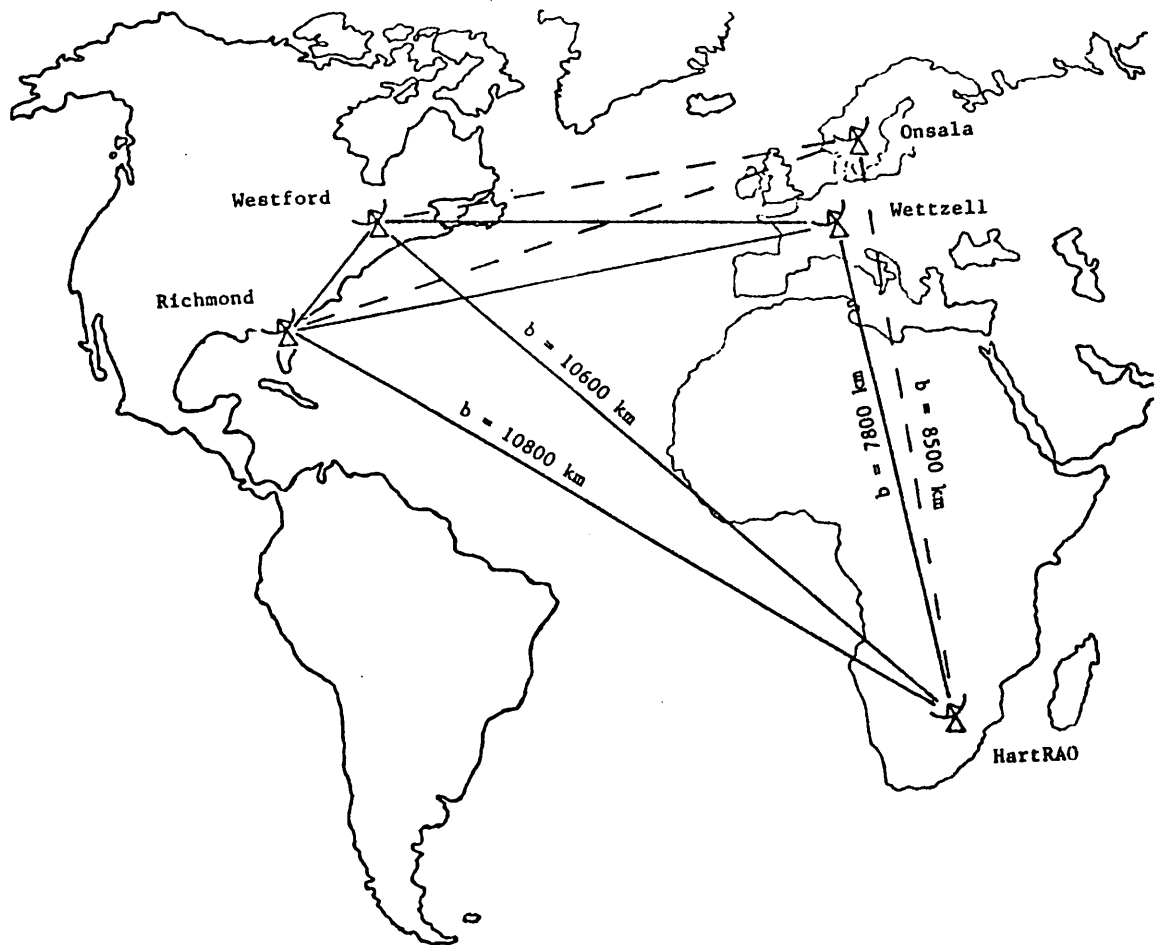 Onsala
Westford
Wettzell
Richmond
b = 10600 km
b = 10800 km
b = 7800 km
b = 8500 km
HartRAO